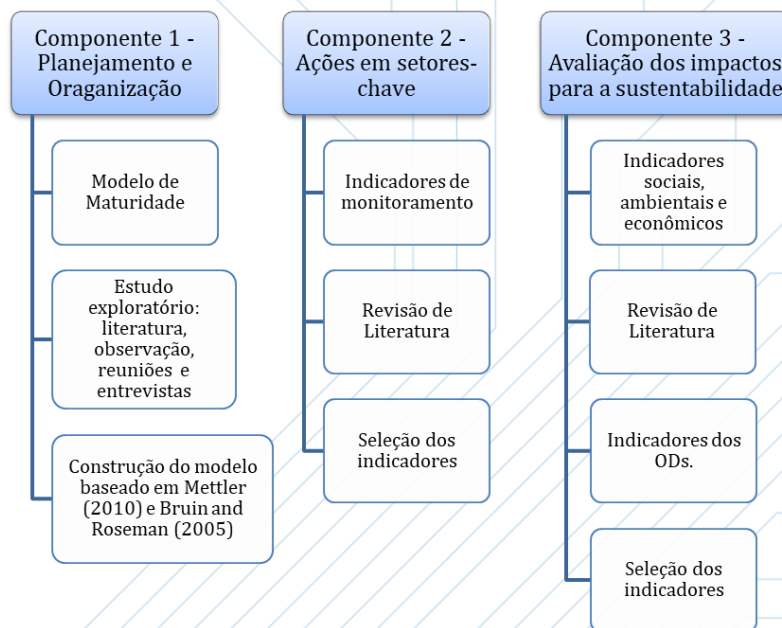 Componente 1 -
Planejamento e
Oraganização
Modelo de
Maturidade
Estudo
exploratório:
literatura,
observação,
reuniões e
entrevistas
Construção do modelo
baseado em Mettler
(2010) e Bruin and
Roseman (2005)
Componente 2 -
Ações em setores-
chave
Indicadores de
monitoramento
Revisão de
Literatura
Seleção dos
indicadores
Componente 3 -
Avaliação dos impactos
para a sustentabilidade
Indicadores
sociais,
ambientais e
econômicos
Revisão de
Literatura
Indicadores dos
ODs.
Seleção dos
indicadores